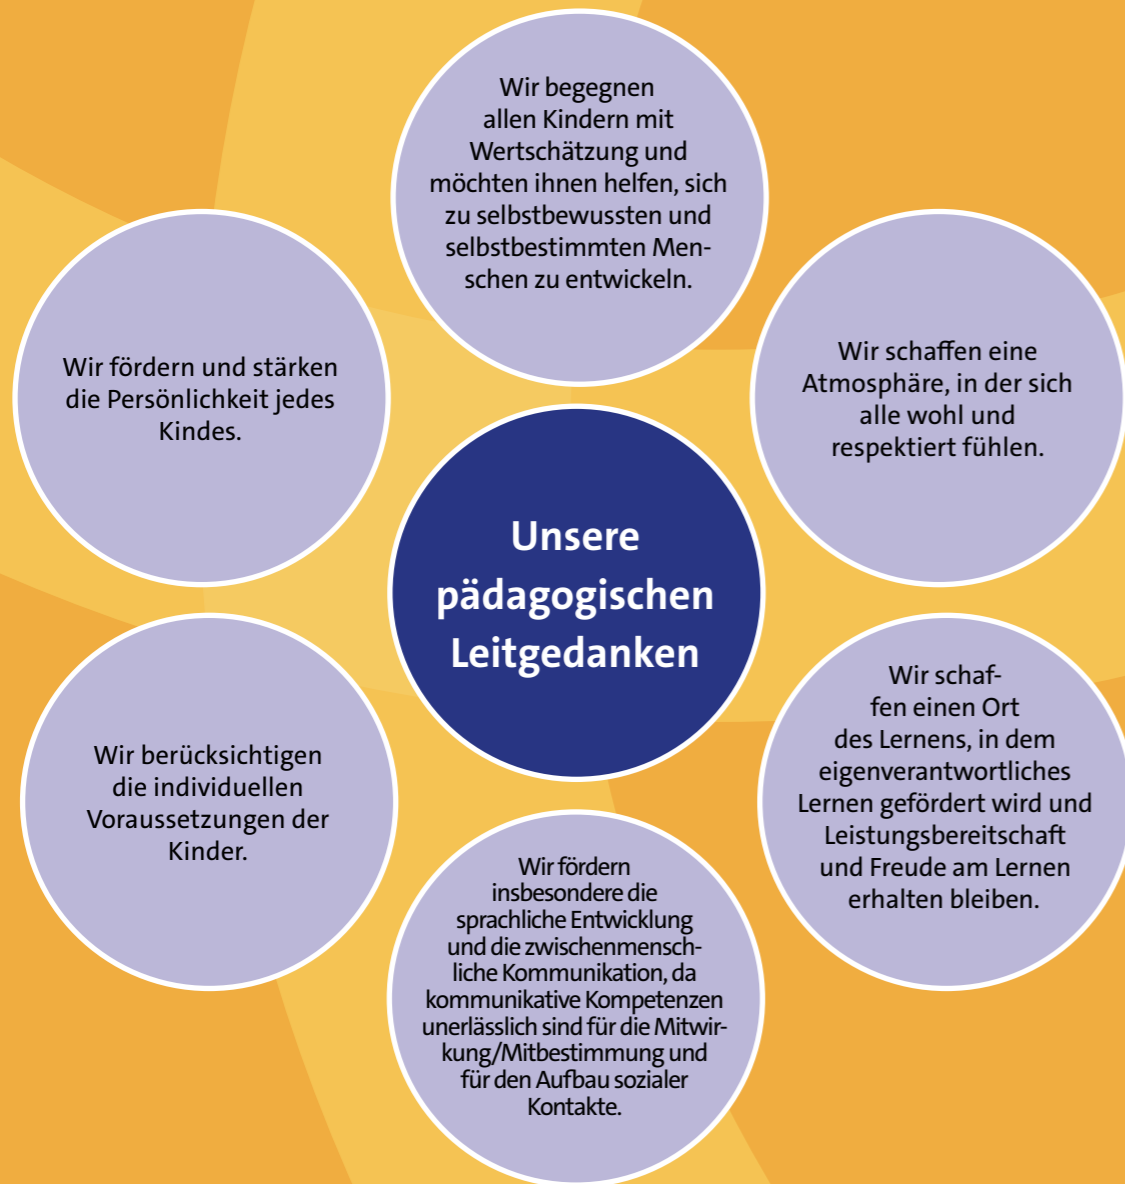 Wir begegnen
allen Kindern mit
Wertschätzung und
möchten ihnen helfen, sich
zu selbstbewussten und
selbstbestimmten Men-
schen zu entwickeln.
Wir fördern und stärken
die Persönlichkeit jedes
Kindes.
Wir schaffen eine
Atmosphäre, in der sich
alle wohl und
respektiert fühlen.
Unsere
pädagogischen
Leitgedanken
Wir berücksichtigen
die individuellen
Voraussetzungen der
Kinder.
Wir schaf-
fen einen Ort
des Lernens, in dem
eigenverantwortliches
Lernen gefördert wird und
Leistungsbereitschaft
und Freude am Lernen
erhalten bleiben.
Wir fördern
insbesondere die
sprachliche Entwicklung
und die zwischenmensch-
liche Kommunikation, da
kommunikative Kompetenzen
unerlässlich sind für die Mitwir-
kung/Mitbestimmung und
für den Aufbau sozialer
Kontakte.